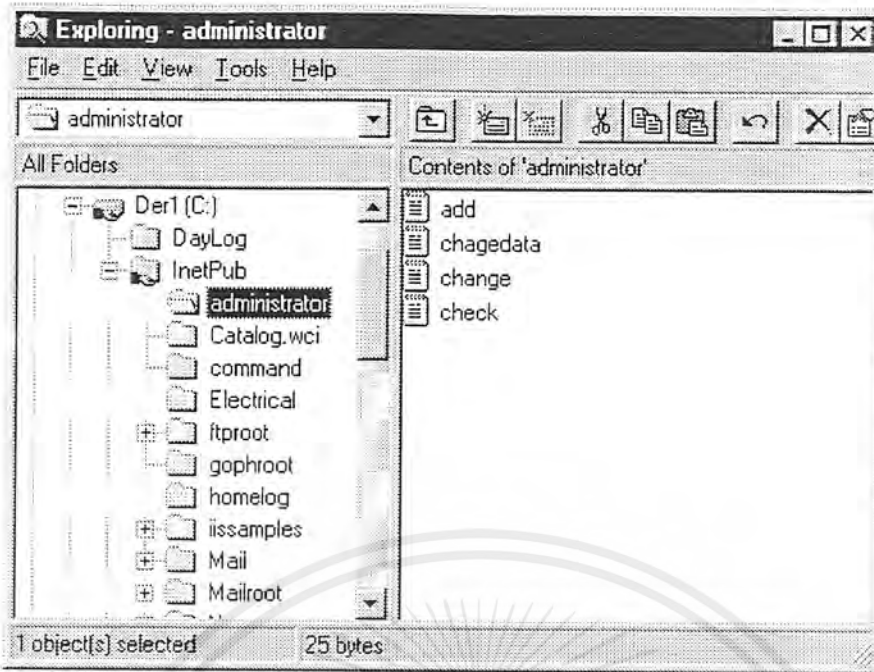 Exploring - administrator
File Edit View Tools Help
administrator
All Folders
Contents of 'administrator'
Der1 (C:)
DayLog
InetPub
administrator
Catalog.wci
command
Electrical
ftproot
gophroot
homelog
iissamples
Mail
Mailroot
add
chagedata
change
check
1 object(s) selected
25 bytes